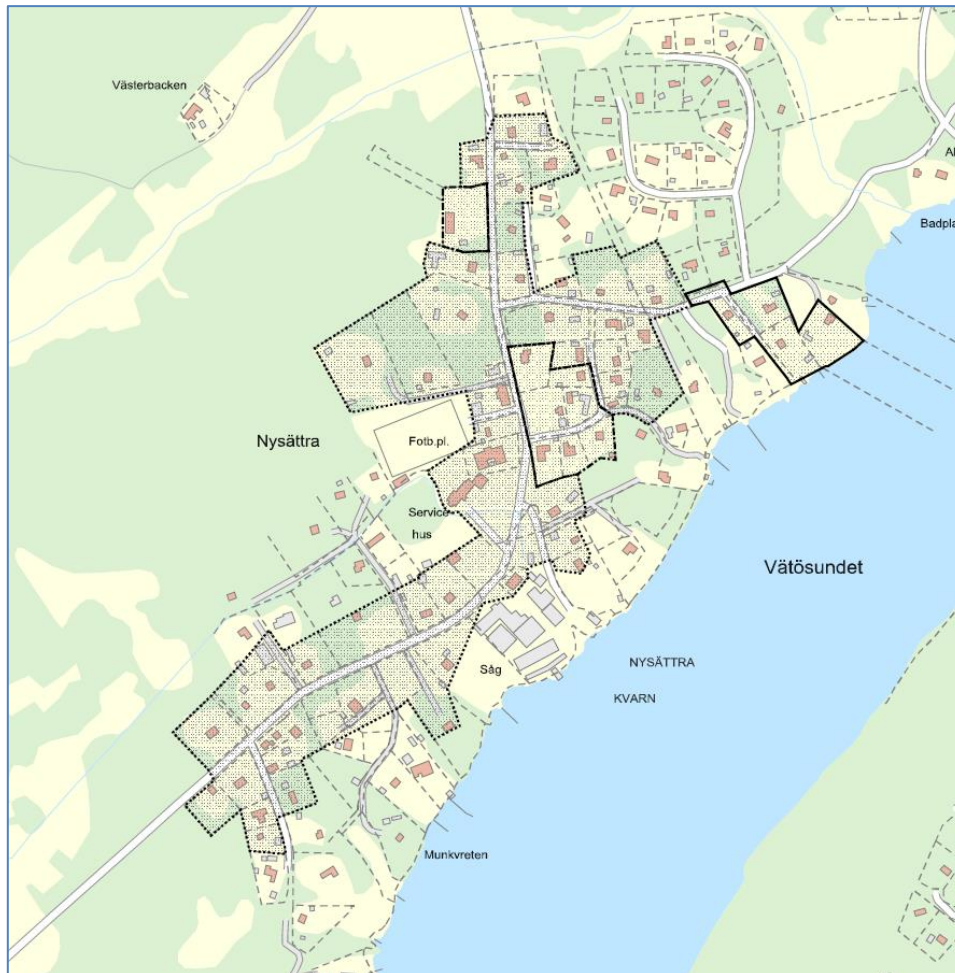 Västerbacken
Al
Badpla
Nysättra
Fotb.pl.
Service
hus
Vätösundet
Såg
NYSÄTTRA
KVARN
Munkvreten